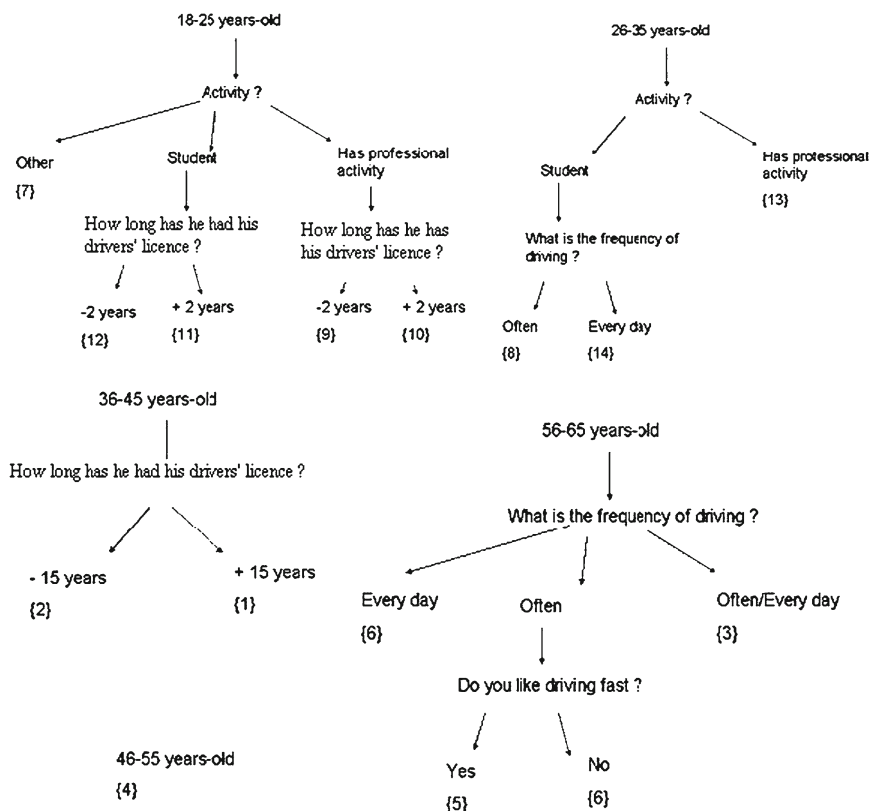 18-25 years-old
Activity ?
Other
{7}
Student
Has professional
activity
How long has he had his
drivers' licence ?
How long has he has
his drivers' licence ?
-2 years
{12}
+ 2 years
{11}
-2 years
{9}
+ 2 years
{10}
26-35 years-old
Activity ?
Student
Has professional
activity
{13}
What is the frequency of
driving ?
Often
{8}
Every day
{14}
36-45 years-old
How long has he had his drivers' licence ?
- 15 years
{2}
+ 15 years
{1}
56-65 years-old
What is the frequency of driving ?
Every day
{6}
Often
Often/Every day
{3}
Do you like driving fast ?
Yes
{5}
No
{6}
46-55 years-old
{4}